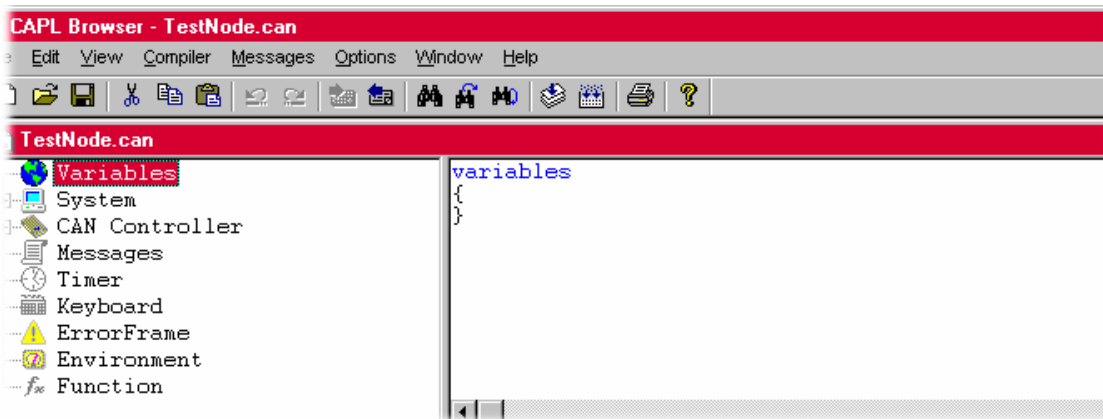 CAPL Browser - TestNode.can
Edit View Compiler Messages Options Window Help
TestNode.can
Variables
System
CAN Controller
Messages
Timer
Keyboard
ErrorFrame
Environment
Function
variables
{
}